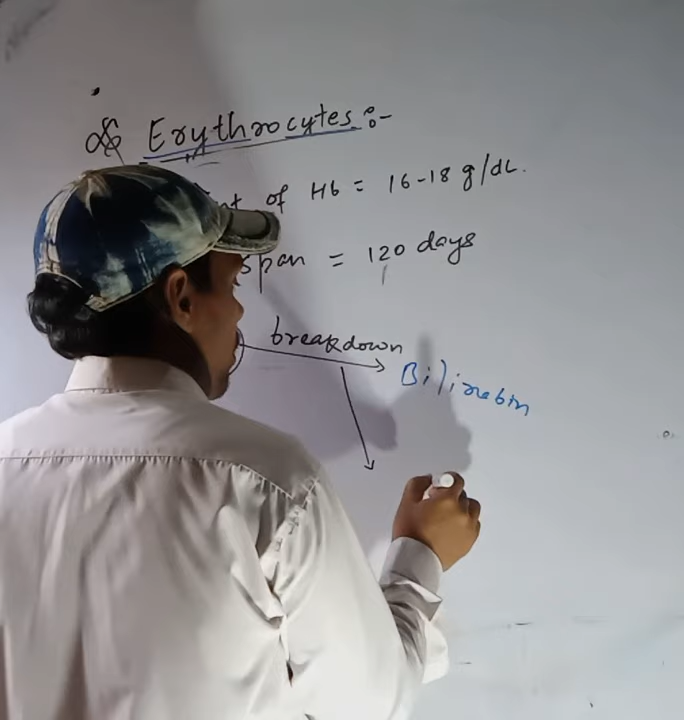 Erythrocytes :-
of Hb = 16-18 g/dL.
span = 120 days
breakdown
Bilirubin